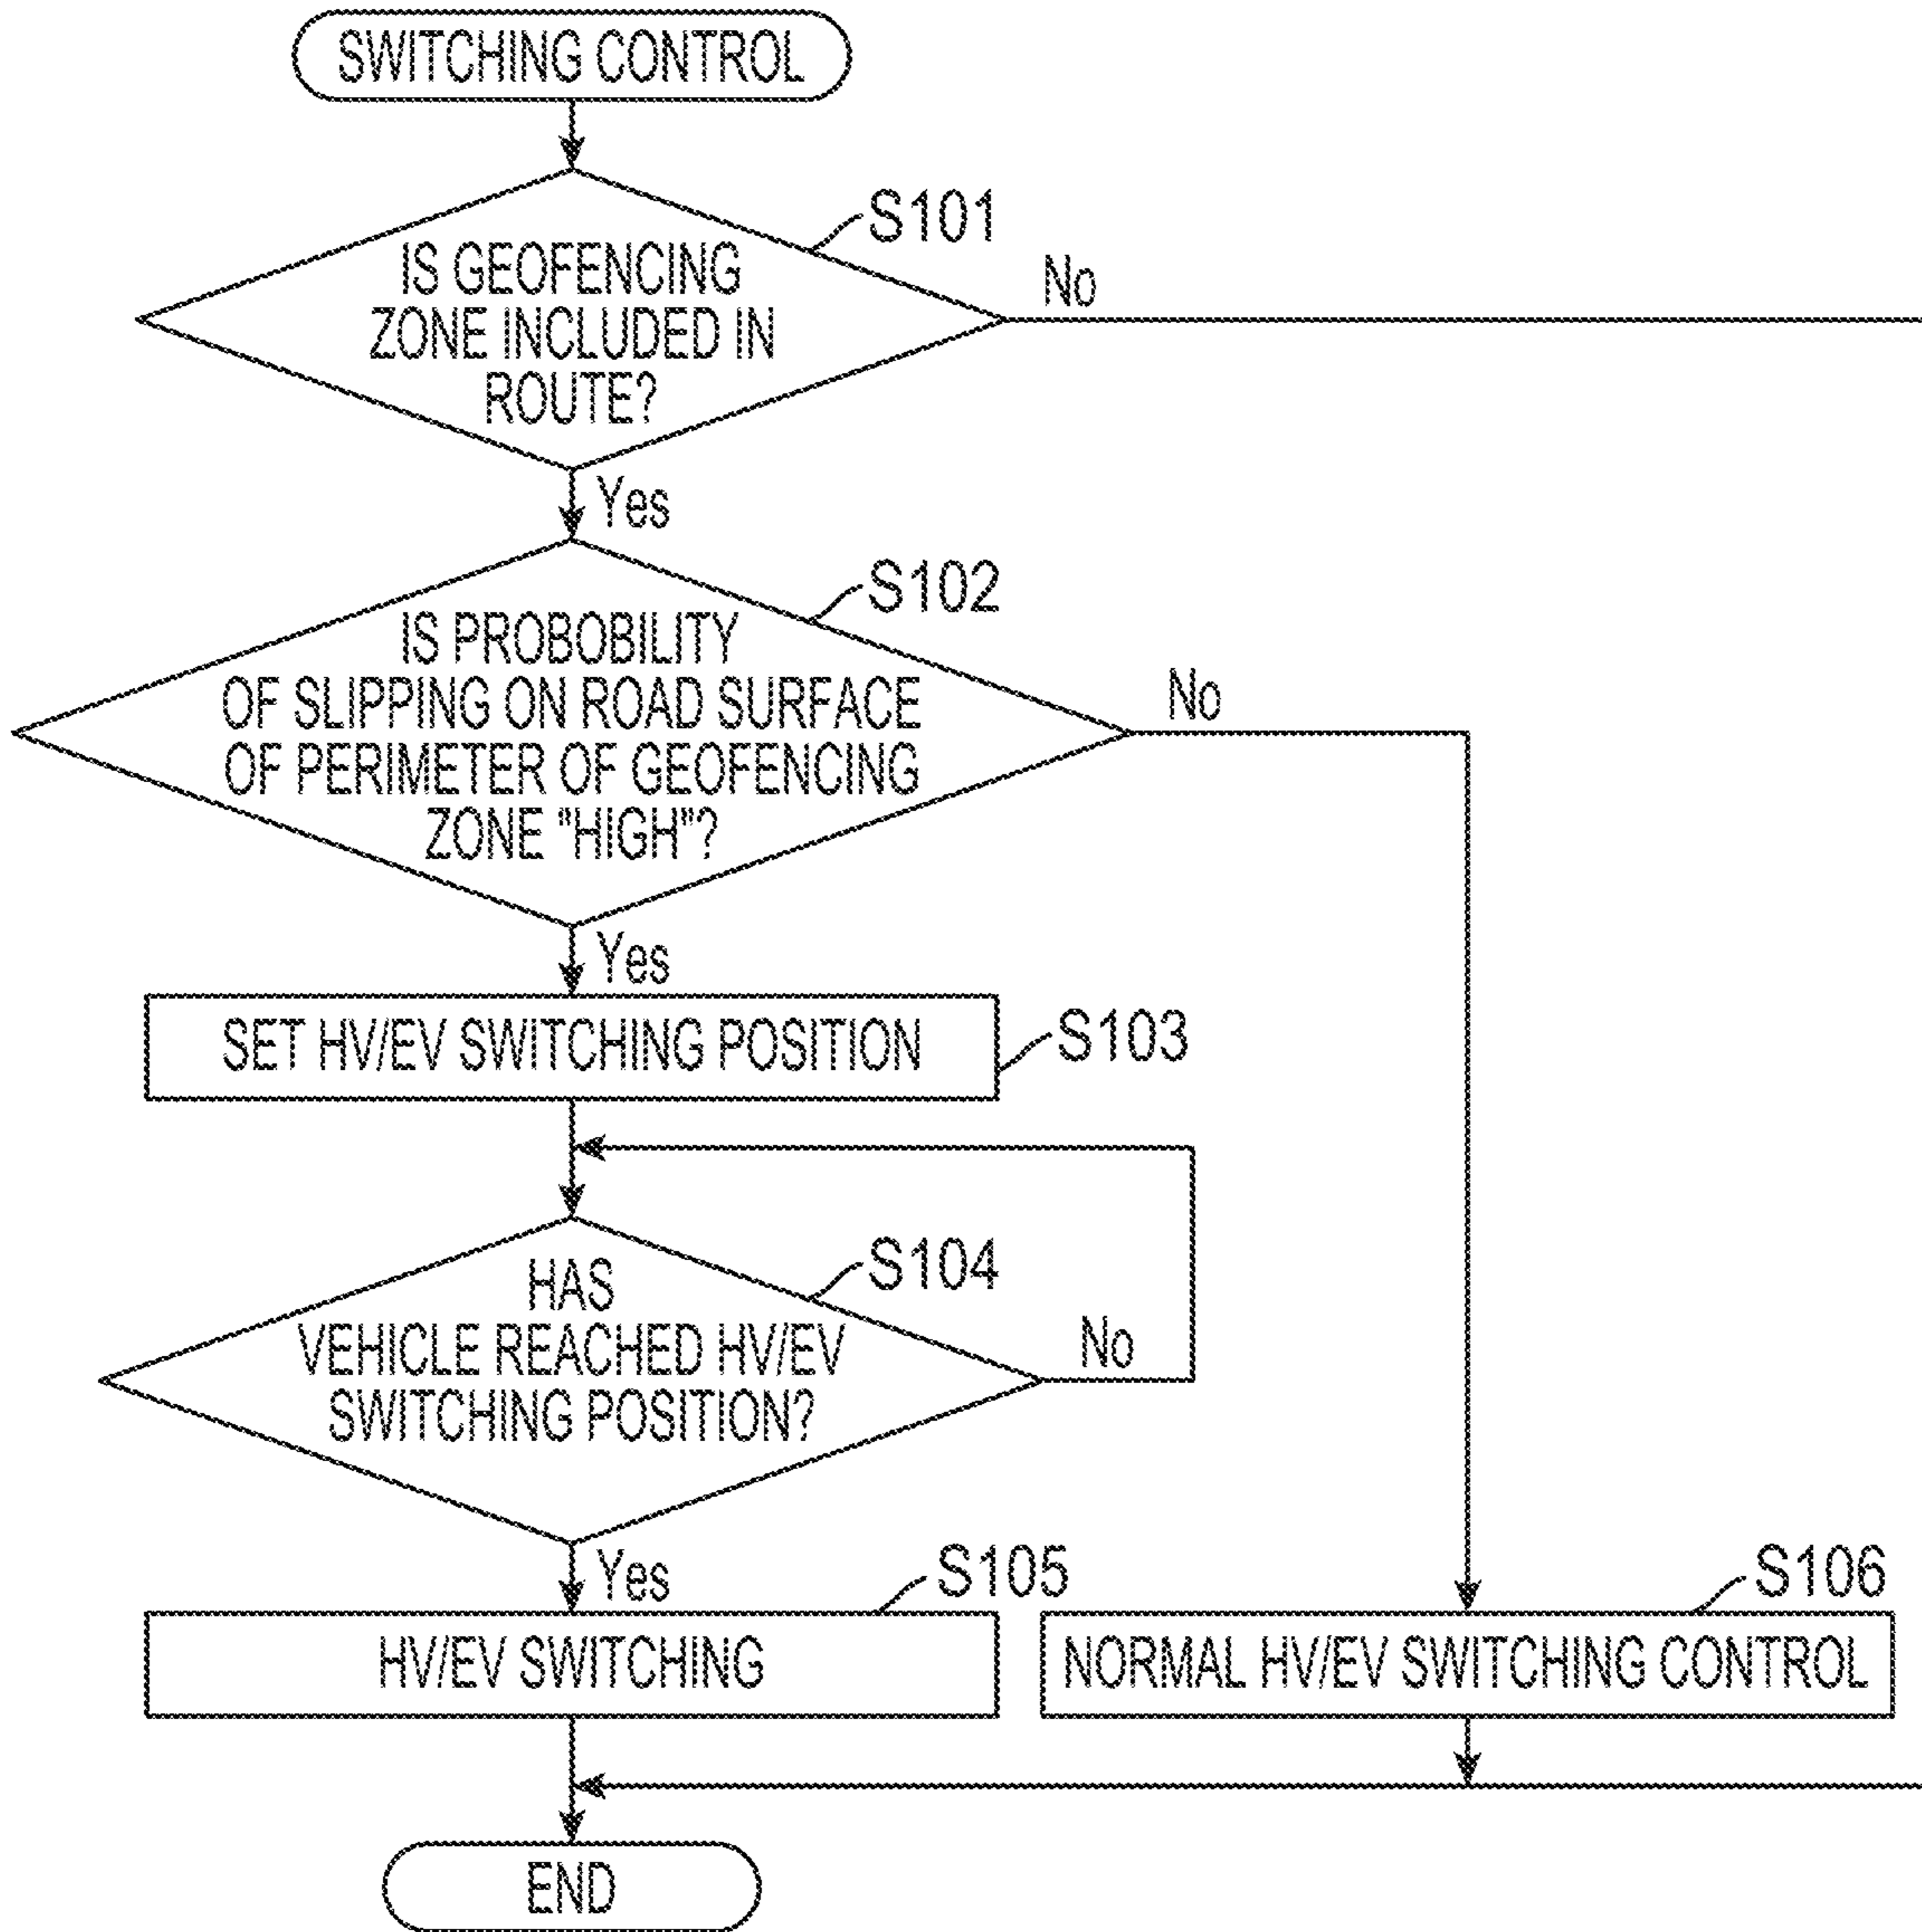 SWITCHING CONTROL
S101
IS GEOFENCING
ZONE INCLUDED IN
ROUTE?
No
Yes
S102
IS PROBOBILITY
OF SLIPPING ON ROAD SURFACE
OF PERIMETER OF GEOFENCING
ZONE "HIGH"?
No
Yes
SET HV/EV SWITCHING POSITION
S103
S104
HAS
VEHICLE REACHED HV/EV
SWITCHING POSITION?
No
Yes
S105
HV/EV SWITCHING
S106
NORMAL HV/EV SWITCHING CONTROL
END